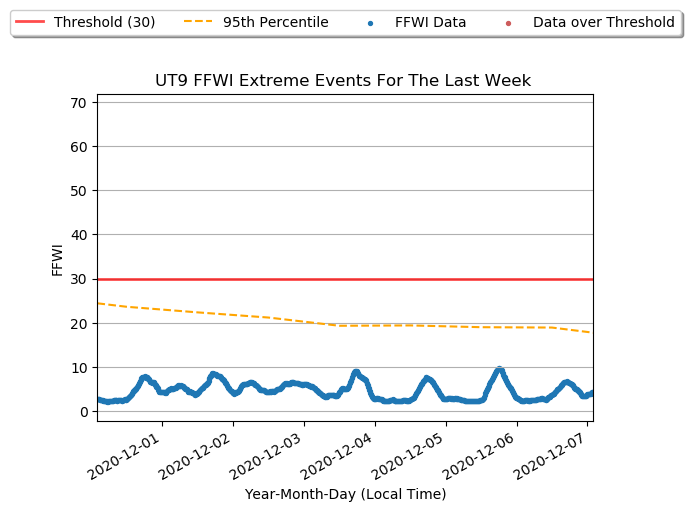 Threshold (30) 95th Percentile FFWI Data Data over Threshold
UT9 FFWI Extreme Events For The Last Week
70
60
50
40
30
20
10
0
FFWI
2020-12-01 2020-12-02 2020-12-03 2020-12-04 2020-12-05 2020-12-06 2020-12-07
Year-Month-Day (Local Time)